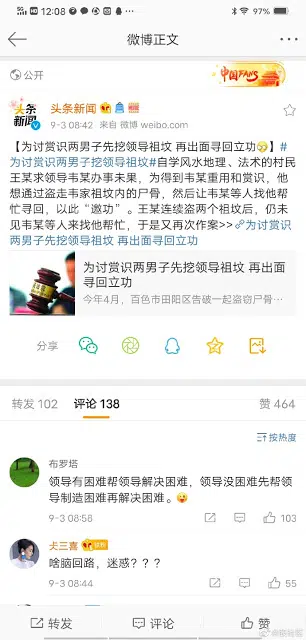 5G HD 12:08 97%
微博正文
公开
中国FANS
头条新闻
头条
新闻
9-3 08:42 来自 微博 weibo.com
【为讨赏识两男子先挖领导祖坟 再出面寻回立功】#
为讨赏识两男子挖领导祖坟#自学风水地理、法术的村民
王某求领导韦某办事未果，为得到韦某重用和赏识，他
想通过盗走韦家祖坟内的尸骨，然后让韦某等人找他帮
忙寻回，以此“邀功”。王某连续盗两个祖坟后，仍未
见韦某等人来找他帮忙，于是又再次作案>>为讨赏识
两男子先挖领导祖坟 再出面寻回立功
为讨赏识两男子先挖领导祖坟 再出面
寻回立功
今年4月，百色市田阳区告破一起盗窃尸骨…
分享
转发 102 评论 138 赞 464
按热度
布罗塔
领导有困难帮领导解决困难，领导没困难先帮领
导制造困难再解决困难。
9-3 08:58 103
夫三喜
啥脑回路，迷惑？？？
9-3 08:44 55
转发 评论 赞